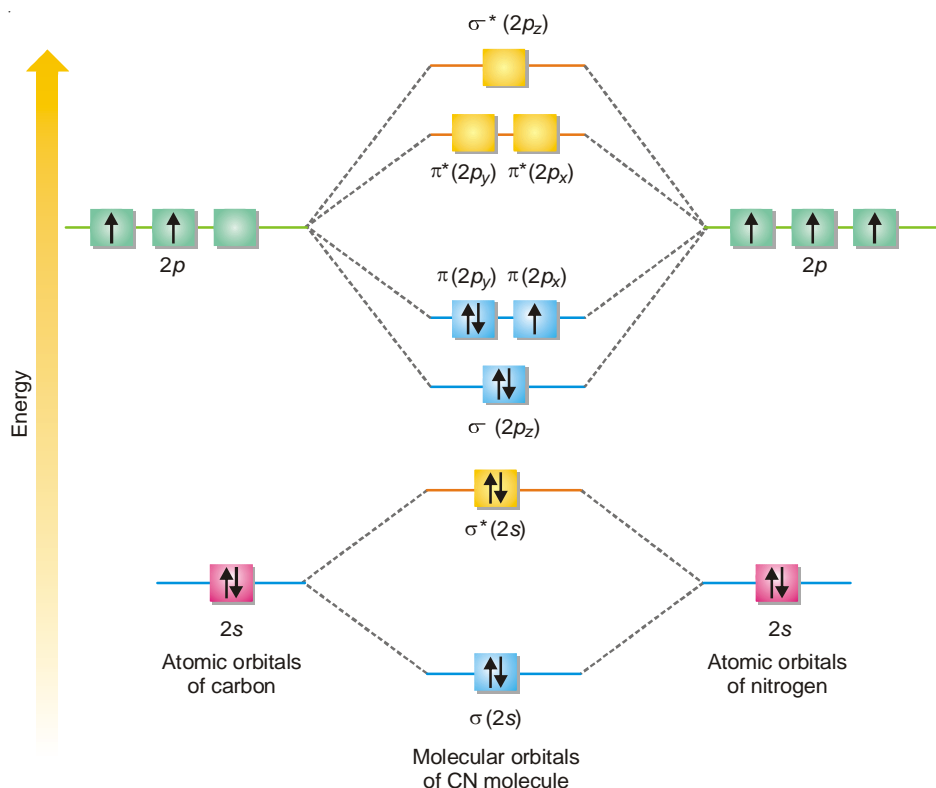 σ* (2pz)
π* (2py) π* (2px)
2p
2p
π (2py) π (2px)
σ (2pz)
Energy
σ* (2s)
2s
2s
Atomic orbitals
of carbon
Atomic orbitals
of nitrogen
σ (2s)
Molecular orbitals
of CN molecule